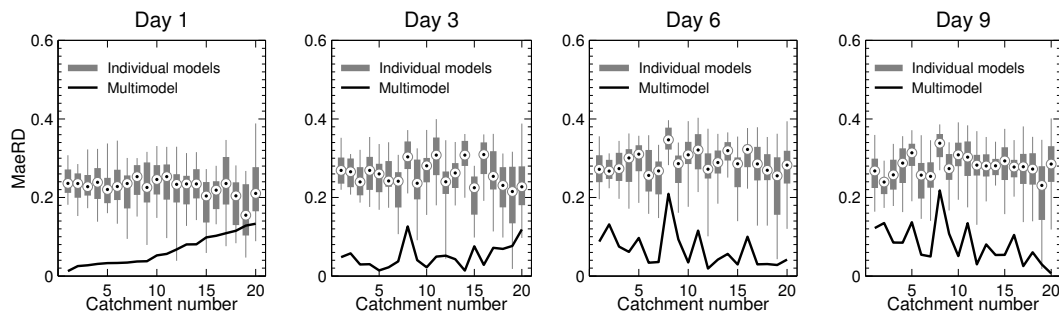 Day 1
Day 3
Day 6
Day 9
MaeRD
0.6
0.4
0.2
0
Individual models
Multimodel
5 10 15 20
Catchment number
0.6
0.4
0.2
0
Individual models
Multimodel
5 10 15 20
Catchment number
0.6
0.4
0.2
0
Individual models
Multimodel
5 10 15 20
Catchment number
0.6
0.4
0.2
0
Individual models
Multimodel
5 10 15 20
Catchment number